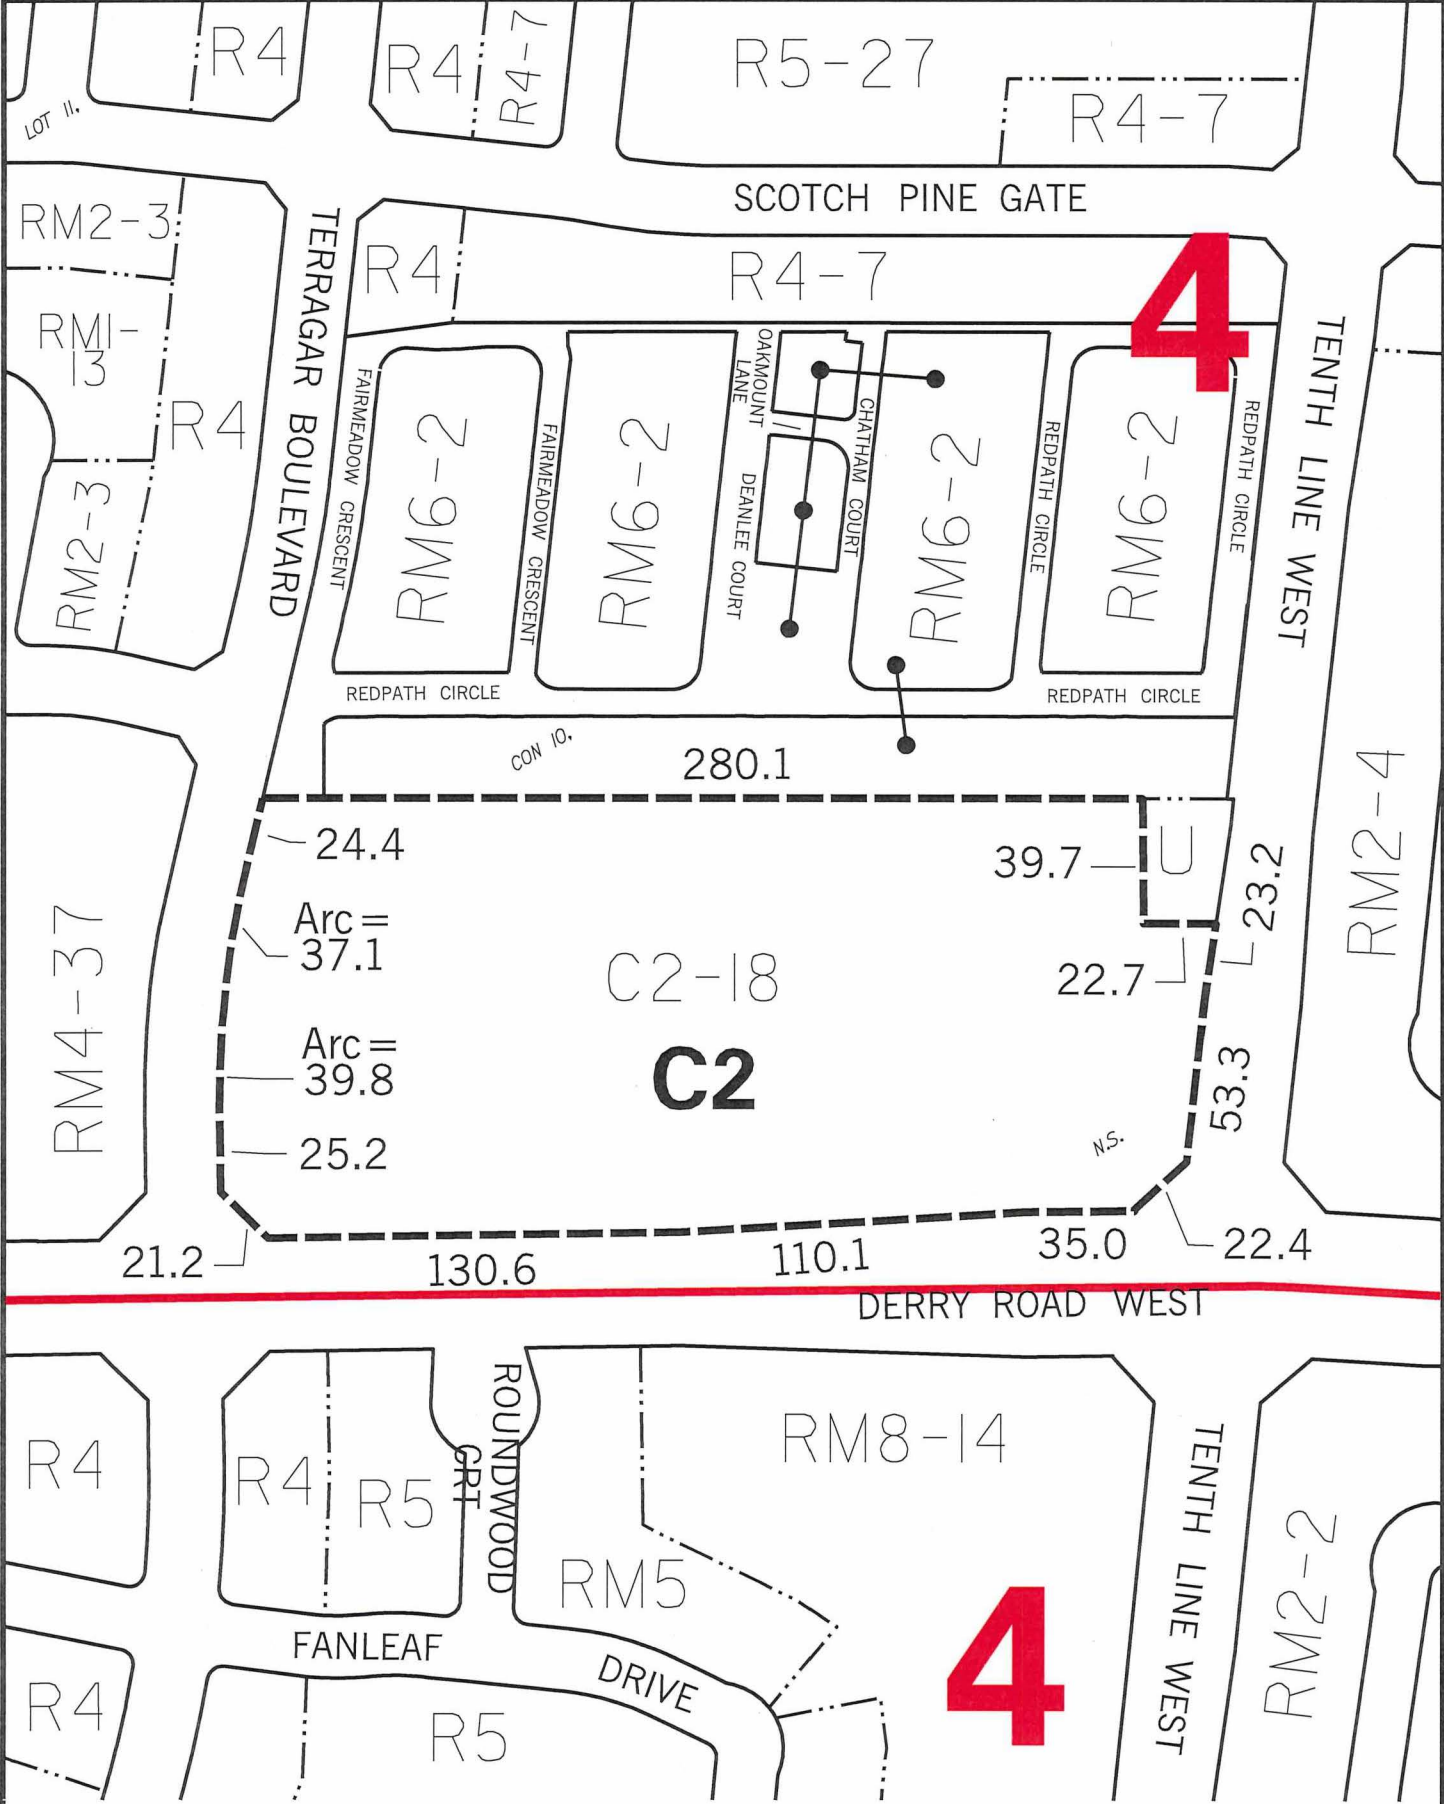 R4
R4
R4-7
R5-27
R4-7
LOT 11,
SCOTCH PINE GATE
RM2-3
TERRAGAR BOULEVARD
R4
R4-7
4
RM1-
13
R4
RM2-3
FAIRMEADOW CRESCENT
RM6-2
FAIRMEADOW CRESCENT
RM6-2
OAKMOUNT
LANE
DEANLEE COURT
CHATHAM COURT
RM6-2
REDPATH CIRCLE
RM6-2
REDPATH CIRCLE
TENTH LINE WEST
REDPATH CIRCLE
REDPATH CIRCLE
CON 10,
280.1
24.4
39.7
U
23.2
RM2-4
Arc =
37.1
RM4-37
C2-18
22.7
Arc =
39.8
C2
53.3
25.2
N.S.
21.2
130.6
110.1
35.0
22.4
DERRY ROAD WEST
ROUNDWOOD
CRT
R4
R4
R5
RM8-14
TENTH LINE WEST
RM2-2
RM5
FANLEAF
DRIVE
4
R4
R5